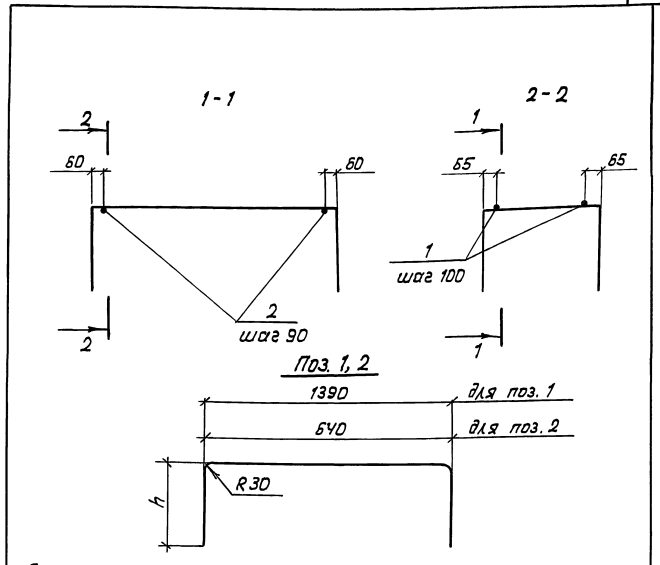 1-1
2-2
2
1
60
60
65
65
1
шаг 100
2
шаг 90
2
1
Поз. 1, 2
1390
для поз. 1
640
для поз. 2
R30
h